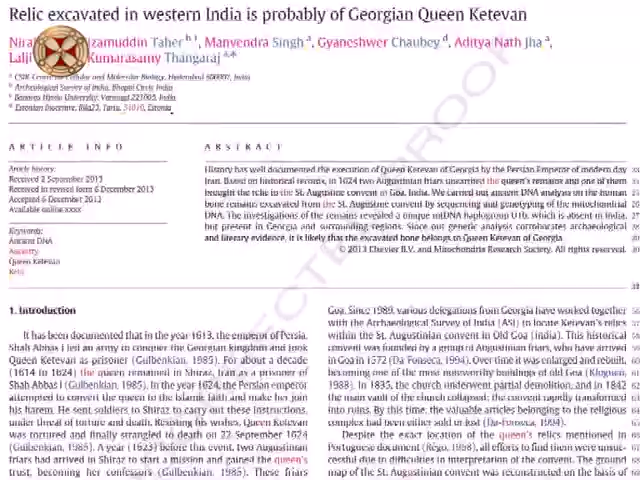 Relic excavated in western India is probably of Georgian Queen Ketevan
Taher b,1, Manvendra Singh a, Gyaneshwer Chaubey d, Aditya Nath Jha a,
Kumarasamy Thangaraj a,*
a CSIR-Centre for Cellular and Molecular Biology, Hyderabad 500007, India
b Archaeological Survey of India, Bhopal Circle, India
c Banaras Hindu University, Varanasi 221005, India
d Estonian Biocentre, Riia23, Tartu, 51010, Estonia
ARTICLE INFO
Article history:
Received 2 September 2013
Received in revised form 6 December 2013
Accepted 6 December 2013
Available online xxxx
Keywords:
Ancient DNA
Ancestry
Queen Ketevan
Relic
ABSTRACT
History has well documented the execution of Queen Ketevan of Georgia by the Persian Emperor of modern day
Iran. Based on historical records, in 1624 two Augustinian friars unearthed the queen's remains and one of them
brought the relic to the St. Augustine convent in Goa, India. We carried out ancient DNA analysis on the human
bone remains excavated from the St. Augustine convent by sequencing and genotyping of the mitochondrial
DNA. The investigations of the remains revealed a unique mtDNA haplogroup U1b, which is absent in India,
but present in Georgia and surrounding regions. Since our genetic analysis corroborates archaeological
and literary evidence, it is likely that the excavated bone belongs to Queen Ketevan of Georgia.
© 2013 Elsevier B.V. and Mitochondria Research Society. All rights reserved.
1. Introduction
It has been documented that in the year 1613, the emperor of Persia,
Shah Abbas I led an army to conquer the Georgian kingdom and took
Queen Ketevan as prisoner (Gulbenkian, 1985). For about a decade
(1614 to 1624) the queen remained in Shiraz, Iran as a prisoner of
Shah Abbas I (Gulbenkian, 1985). In the year 1624, the Persian emperor
attempted to convert the queen to the Islamic faith and make her join
his harem. He sent soldiers to Shiraz to carry out these instructions,
under threat of torture and death. Resisting his wishes, Queen Ketevan
was tortured and finally strangled to death on 22 September 1624
(Gulbenkian, 1985). A year (1623) before this event, two Augustinian
friars had arrived in Shiraz to start a mission and gained the queen's
trust, becoming her confessors (Gulbenkian, 1985). These friars
Goa. Since 1989, various delegations from Georgia have worked together
with the Archaeological Survey of India (ASI) to locate Ketevan's relics
within the St. Augustinian convent in Old Goa (India). This historical
convent was founded by a group of Augustinian friars, who have arrived
in Goa in 1572 (Da Fonseca, 1994). Over time it was enlarged and rebuilt,
becoming one of the most noteworthy buildings of old Goa (Kloguen,
1988). In 1835, the church underwent partial demolition, and in 1842
the main vault of the church collapsed; the convent rapidly transformed
into ruins. By this time, the valuable articles belonging to the religious
complex had been either sold or lost (Da-Fonseca, 1994).
Despite the exact location of the queen's relics mentioned in
Portuguese document (Rêgo, 1958), all efforts to find them were unsuc-
cessful due to difficulties in interpretation of the convent. The ground
map of the St. Augustinian convent was reconstructed on the basis of